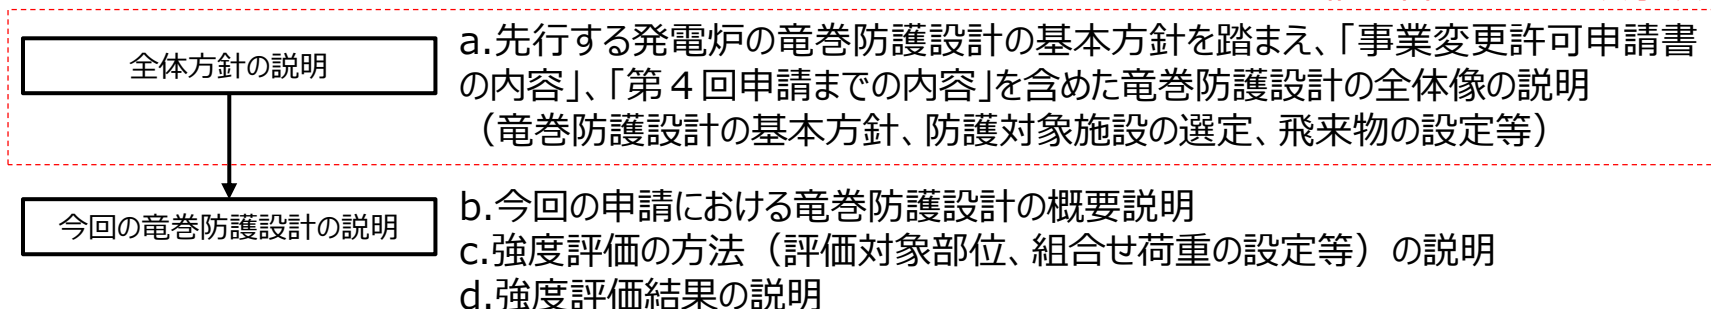 全体方針の説明
a.先行する発電炉の竜巻防護設計の基本方針を踏まえ、「事業変更許可申請書
の内容」、「第４回申請までの内容」を含めた竜巻防護設計の全体像の説明
（竜巻防護設計の基本方針、防護対象施設の選定、飛来物の設定等）
今回の竜巻防護設計の説明
b.今回の申請における竜巻防護設計の概要説明
c.強度評価の方法（評価対象部位、組合せ荷重の設定等）の説明
d.強度評価結果の説明